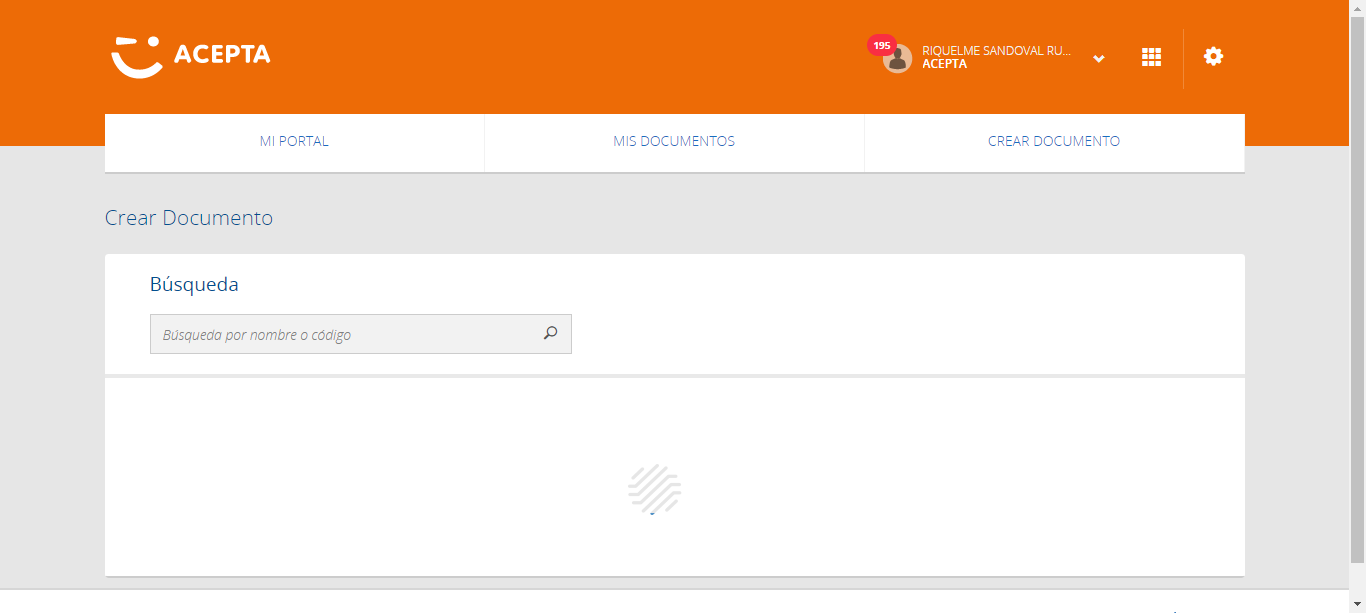 ACEPTA
195
RIQUELME SANDOVAL RU...
ACEPTA
MI PORTAL
MIS DOCUMENTOS
CREAR DOCUMENTO
Crear Documento
Búsqueda
Búsqueda por nombre o código